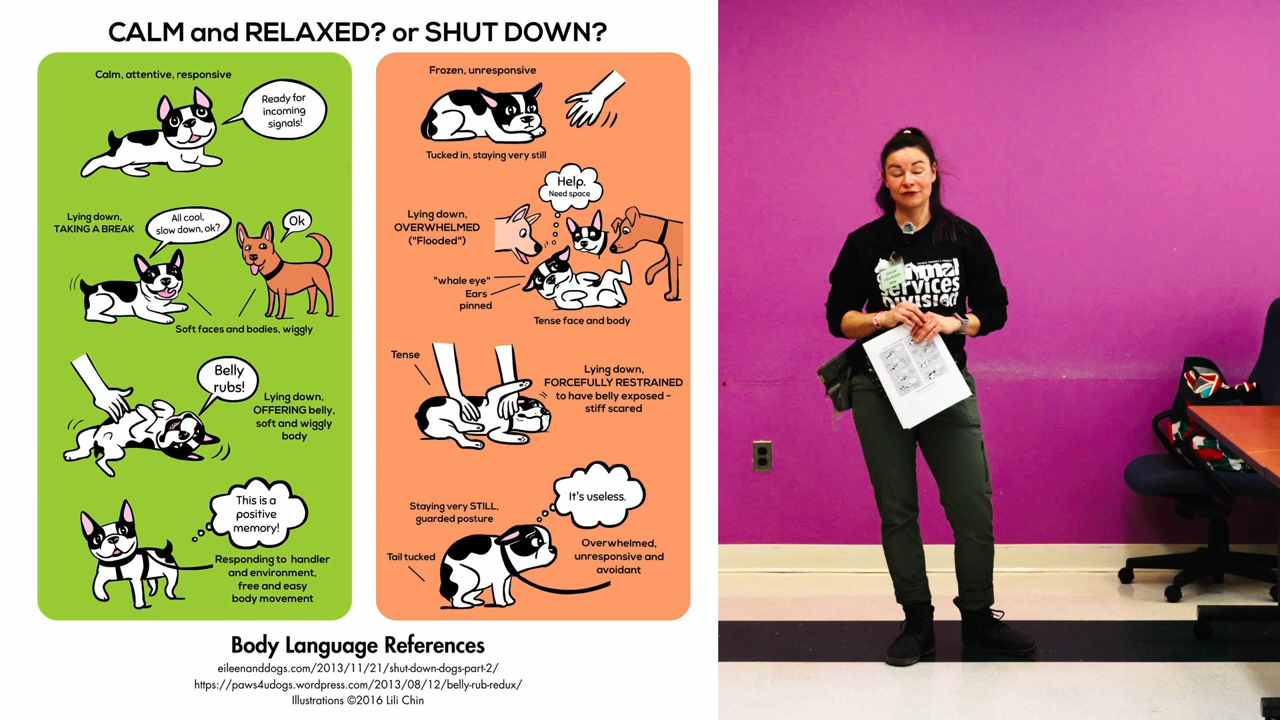 CALM and RELAXED? or SHUT DOWN?
Calm, attentive, responsive
Ready for
incoming
signals!
Lying down,
TAKING A BREAK
All cool,
slow down, ok?
Ok
Soft faces and bodies, wiggly
Belly
rubs!
Lying down,
OFFERING belly,
soft and wiggly
body
This is a
positive
memory!
Responding to handler
and environment,
free and easy
body movement
Frozen, unresponsive
Tucked in, staying very still
Help.
Need space
Lying down,
OVERWHELMED
("Flooded")
"whale eye"
Ears
pinned
Tense face and body
Tense
Lying down,
FORCEFULLY RESTRAINED
to have belly exposed -
stiff scared
Staying very STILL,
guarded posture
It's useless.
Tail tucked
Overwhelmed,
unresponsive and
avoidant
Body Language References
eileenanddogs.com/2013/11/21/shut-down-dogs-part-2/
https://paws4udogs.wordpress.com/2013/08/12/belly-rub-redux/
Illustrations ©2016 Lili Chin
services